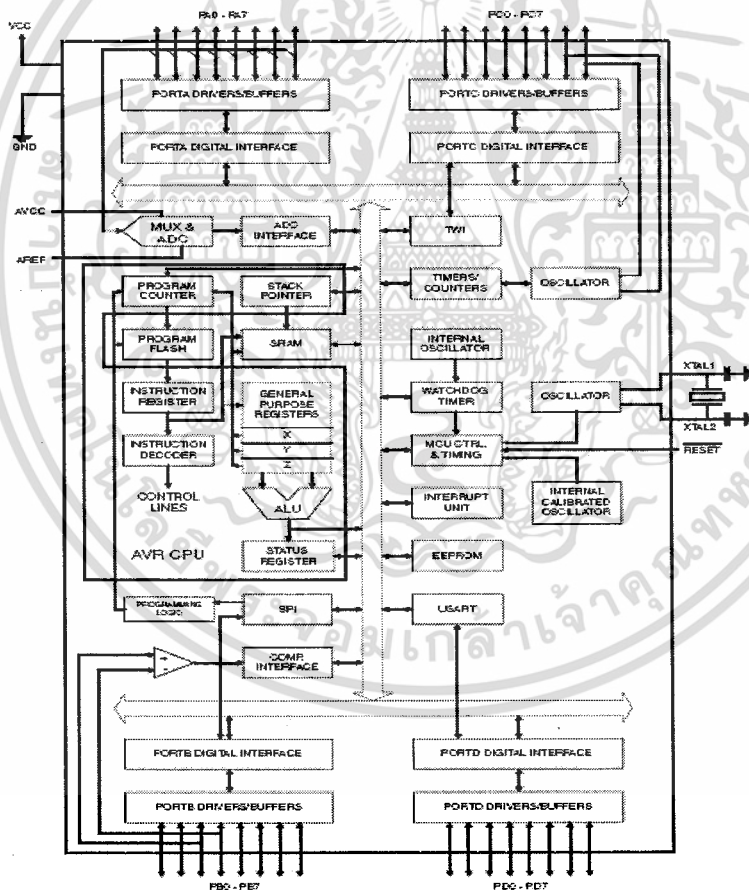 PA0 - PA7
PC0 - PC7
VCC
PORTA DRIVERS/BUFFERS
PORTC DRIVERS/BUFFERS
GND
PORTA DIGITAL INTERFACE
PORTC DIGITAL INTERFACE
AVCC
MUX &
ADC
ADC
INTERFACE
TWI
AREF
PROGRAM
COUNTER
STACK
POINTER
TIMERS/
COUNTERS
OSCILLATOR
PROGRAM
FLASH
SRAM
INTERNAL
OSCILLATOR
XTAL1
INSTRUCTION
REGISTER
GENERAL
PURPOSE
REGISTERS
WATCHDOG
TIMER
OSCILLATOR
XTAL2
X
INSTRUCTION
DECODER
Y
Z
MCU CTRL.
& TIMING
RESET
CONTROL
LINES
ALU
INTERRUPT
UNIT
INTERNAL
CALIBRATED
OSCILLATOR
AVR CPU
STATUS
REGISTER
EEPROM
PROGRAMMING
LOGIC
SPI
USART
+
-
COMP.
INTERFACE
PORTB DIGITAL INTERFACE
PORTD DIGITAL INTERFACE
PORTB DRIVERS/BUFFERS
PORTD DRIVERS/BUFFERS
PB0 - PB7
PD0 - PD7